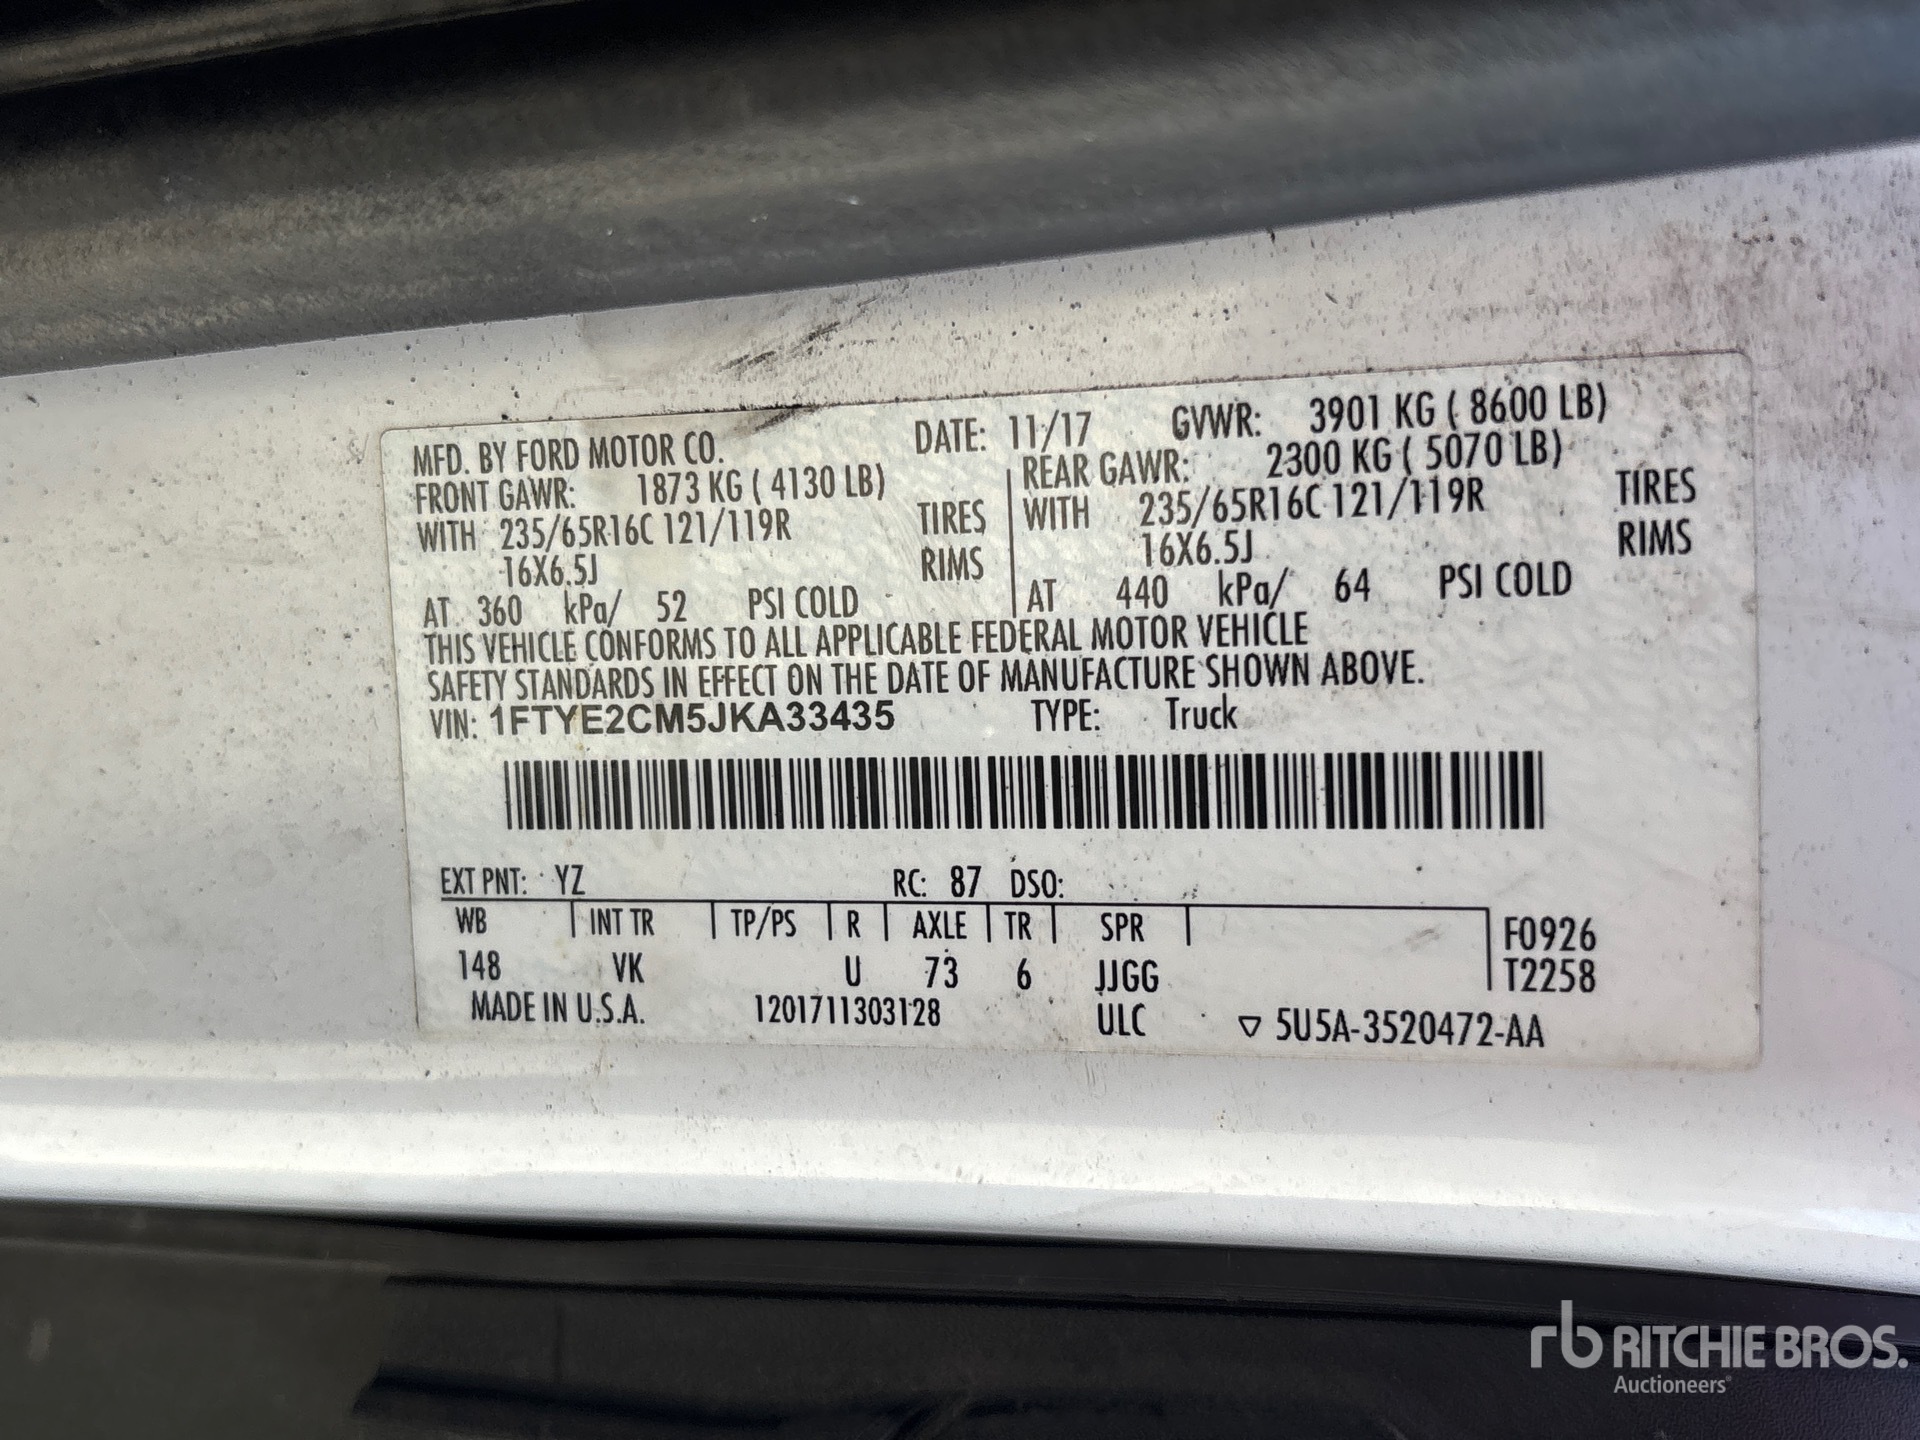 MFD. BY FORD MOTOR CO. DATE: 11/17 GVWR: 3901 KG ( 8600 LB)
FRONT GAWR: 1873 KG ( 4130 LB) REAR GAWR: 2300 KG ( 5070 LB)
WITH 235/65R16C 121/119R TIRES WITH 235/65R16C 121/119R TIRES
16X6.5J RIMS 16X6.5J RIMS
AT 360 kPa/ 52 PSI COLD AT 440 kPa/ 64 PSI COLD
THIS VEHICLE CONFORMS TO ALL APPLICABLE FEDERAL MOTOR VEHICLE
SAFETY STANDARDS IN EFFECT ON THE DATE OF MANUFACTURE SHOWN ABOVE.
VIN: 1FTYE2CM5JKA33435 TYPE: Truck
EXT PNT: YZ RC: 87 DSO:
WB INT TR TP/PS R AXLE TR SPR F0926
148 VK U 73 6 JJGG T2258
MADE IN U.S.A. 1201711303128 ULC ▽ 5U5A-3520472-AA
rb RITCHIE BROS.
Auctioneers